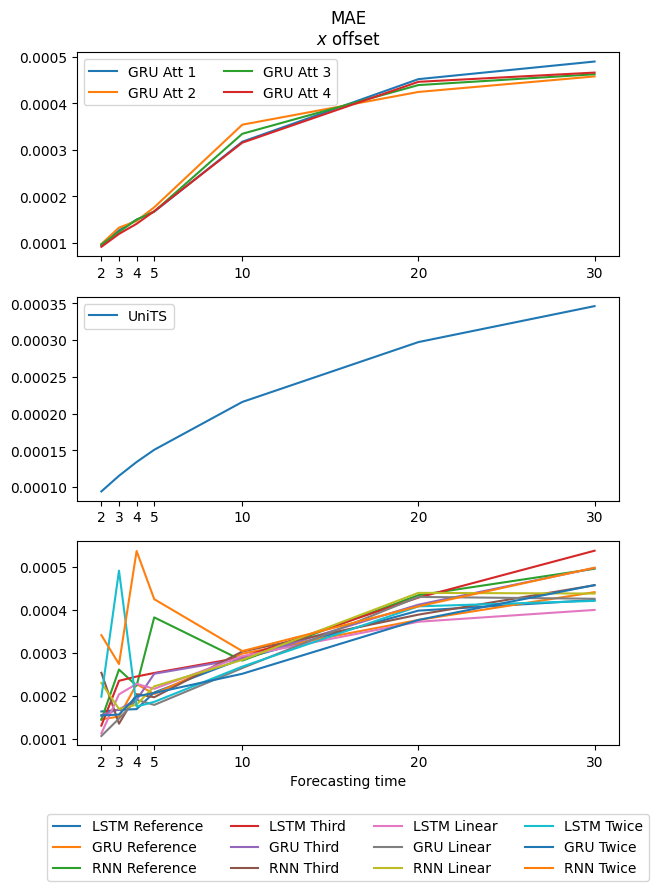 MAE
x offset
0.0005
0.0004
0.0003
0.0002
0.0001
GRU Att 1 GRU Att 3
GRU Att 2 GRU Att 4
2 3 4 5 10 20 30
0.00035
0.00030
0.00025
0.00020
0.00015
0.00010
UniTS
2 3 4 5 10 20 30
0.0005
0.0004
0.0003
0.0002
0.0001
2 3 4 5 10 20 30
Forecasting time
LSTM Reference LSTM Third LSTM Linear LSTM Twice
GRU Reference GRU Third GRU Linear GRU Twice
RNN Reference RNN Third RNN Linear RNN Twice